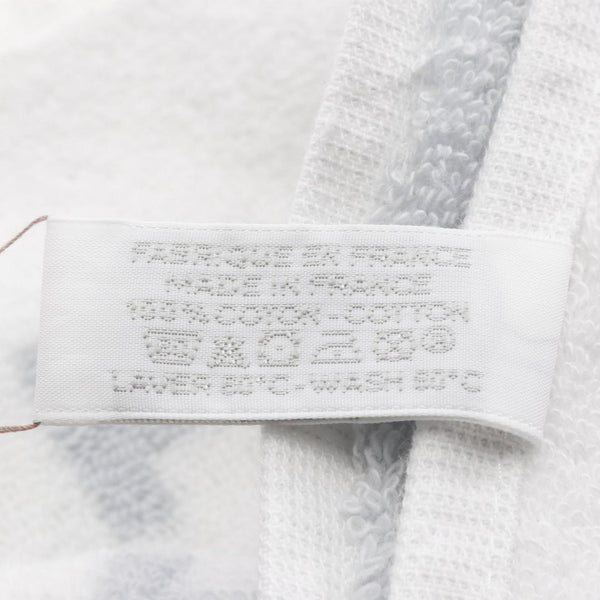 FABRIQUE EN FRANCE
MADE IN FRANCE
100% COTON - COTTON
LAVER 60°C - WASH 60°C